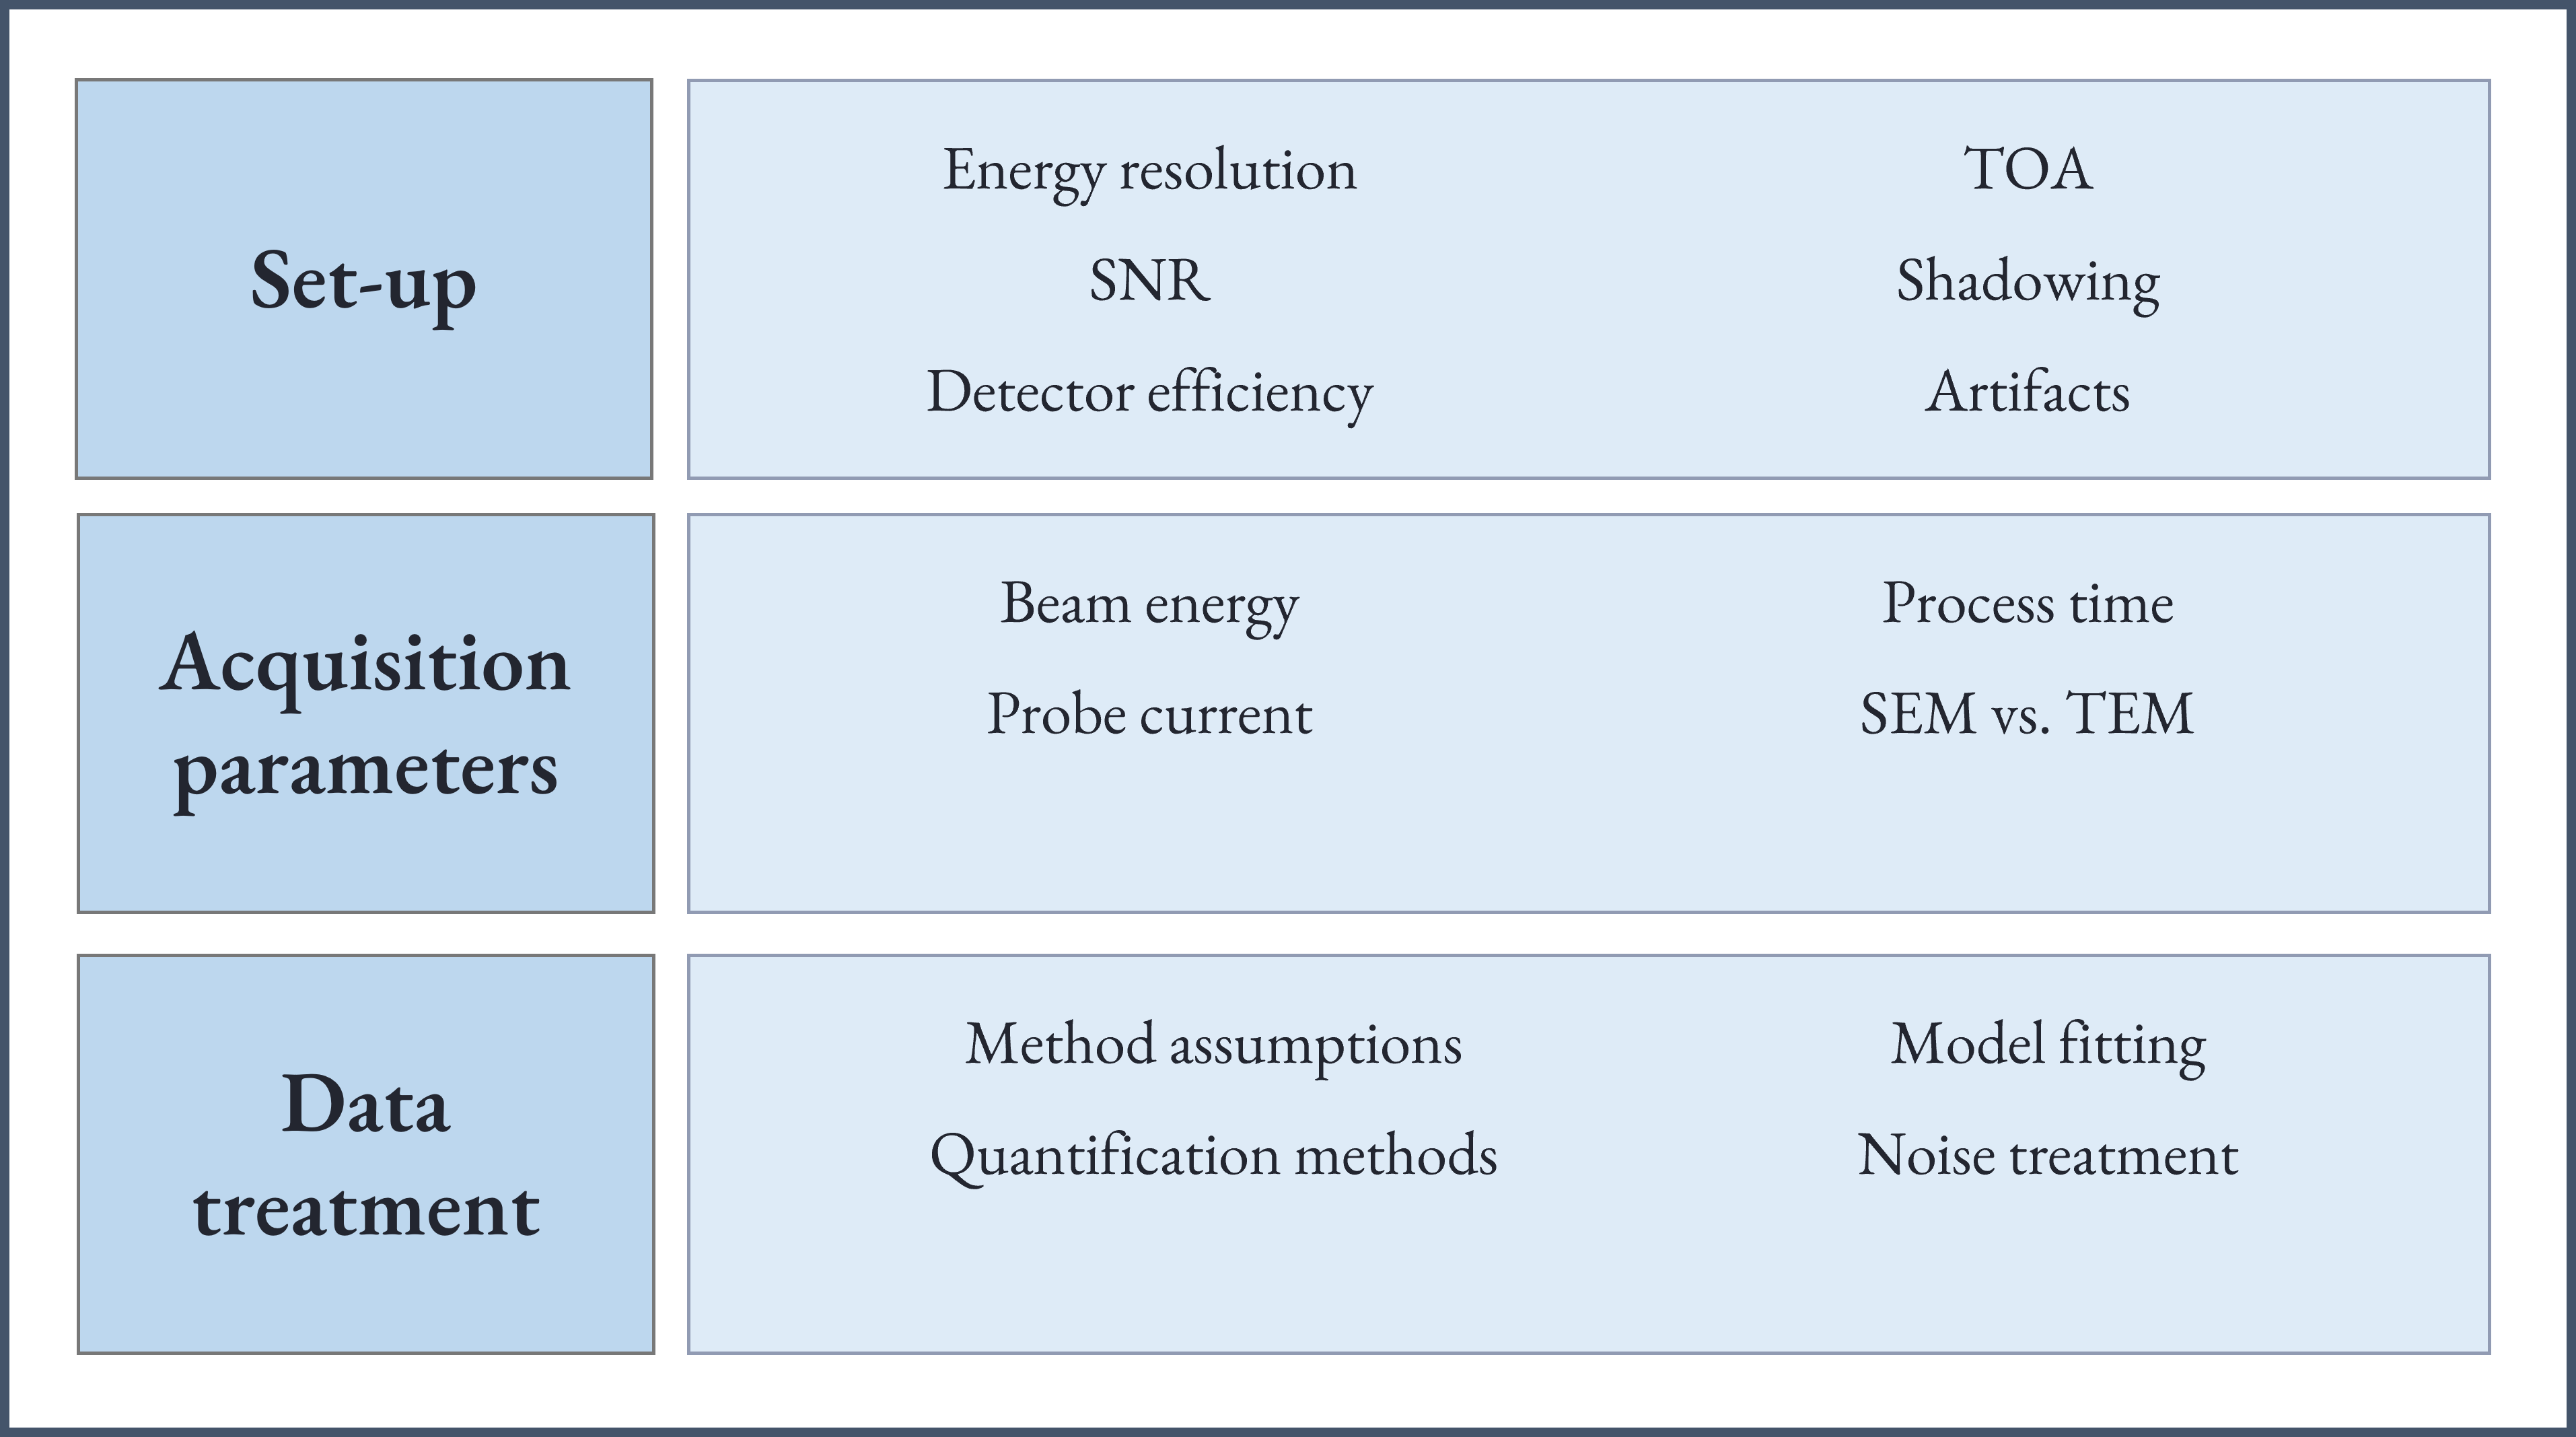 Set-up
Energy resolution
SNR
Detector efficiency
TOA
Shadowing
Artifacts
Acquisition
parameters
Beam energy
Probe current
Process time
SEM vs. TEM
Data
treatment
Method assumptions
Quantification methods
Model fitting
Noise treatment